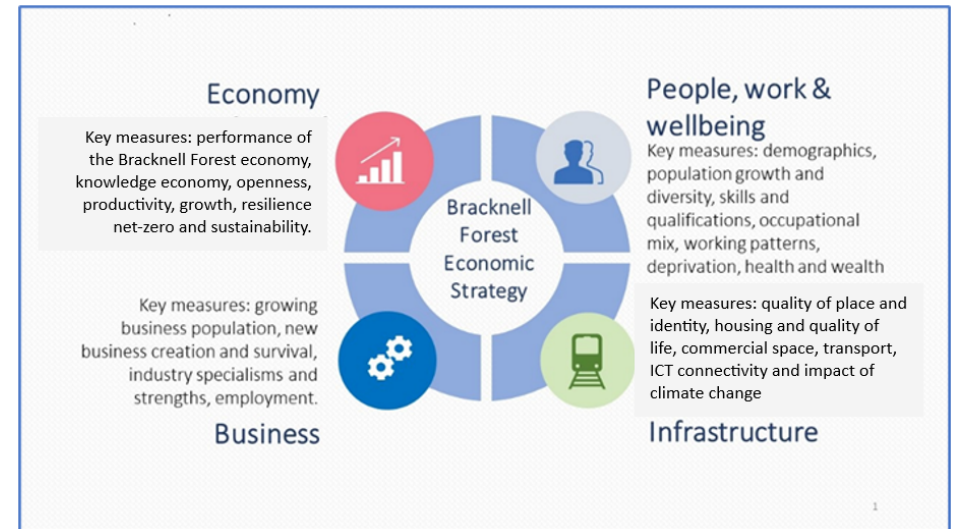 Economy
Key measures: performance of
the Bracknell Forest economy,
knowledge economy, openness,
productivity, growth, resilience
net-zero and sustainability.
People, work &
wellbeing
Key measures: demographics,
population growth and
diversity, skills and
qualifications, occupational
mix, working patterns,
deprivation, health and wealth
Bracknell
Forest
Economic
Strategy
Key measures: growing
business population, new
business creation and survival,
industry specialisms and
strengths, employment.
Business
Key measures: quality of place and
identity, housing and quality of
life, commercial space, transport,
ICT connectivity and impact of
climate change
Infrastructure
1